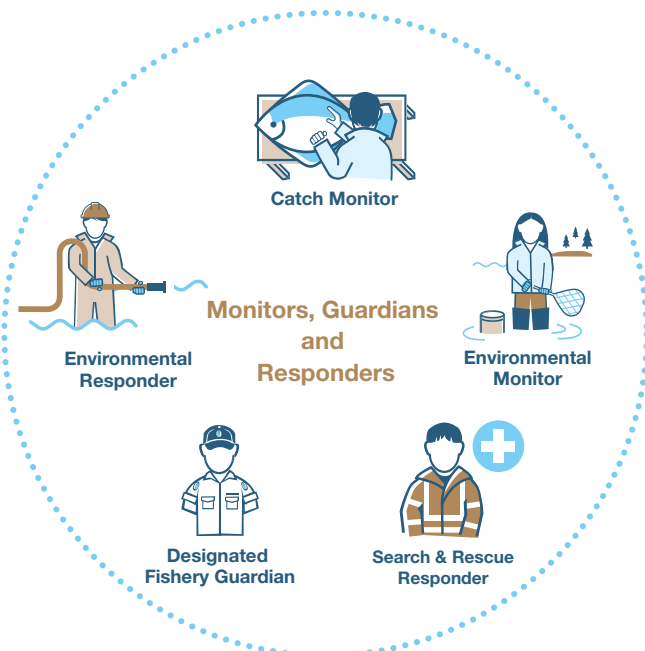 Catch Monitor
Monitors, Guardians
and
Responders
Environmental
Responder
Environmental
Monitor
Designated
Fishery Guardian
Search & Rescue
Responder